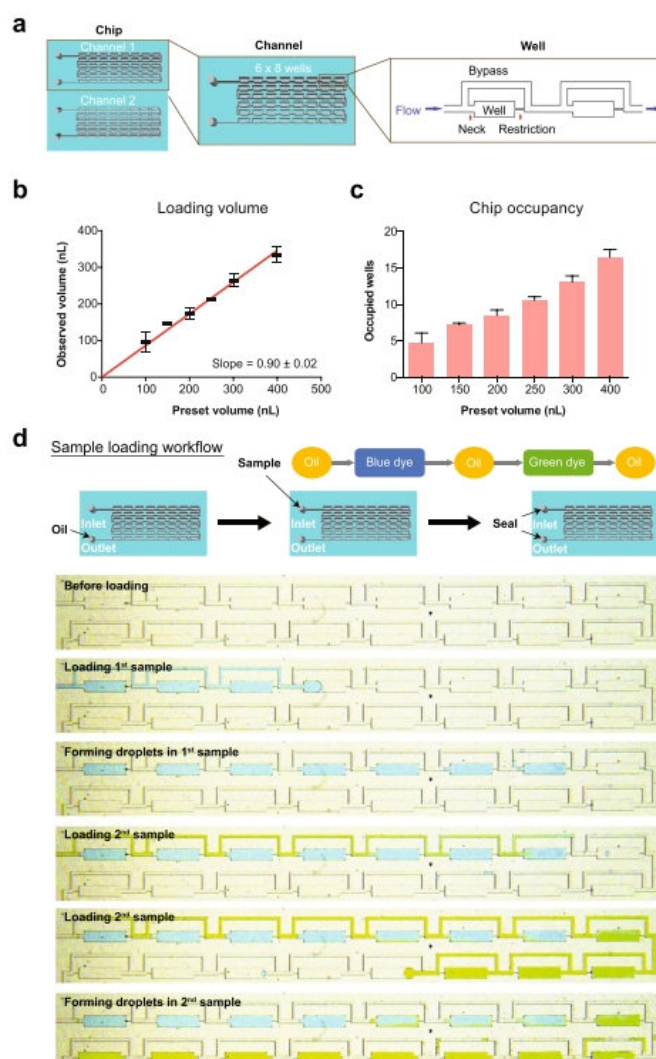 a
Chip
Channel
Well
Channel 1
6 x 8 wells
Bypass
Flow
Well
Channel 2
Neck
Restriction
b
c
Loading volume
Chip occupancy
Observed volume (nL)
400
300
200
100
0
0
100
200
300
400
500
Slope = 0.90 ± 0.02
Preset volume (nL)
Occupied wells
20
15
10
5
0
100
150
200
250
300
400
Preset volume (nL)
d
Sample loading workflow
Sample
Oil
Blue dye
Oil
Green dye
Oil
Oil
Inlet
Outlet
Inlet
Outlet
Seal
Inlet
Outlet
Before loading
Loading 1st sample
Forming droplets in 1st sample
Loading 2nd sample
Loading 2nd sample
Forming droplets in 2nd sample